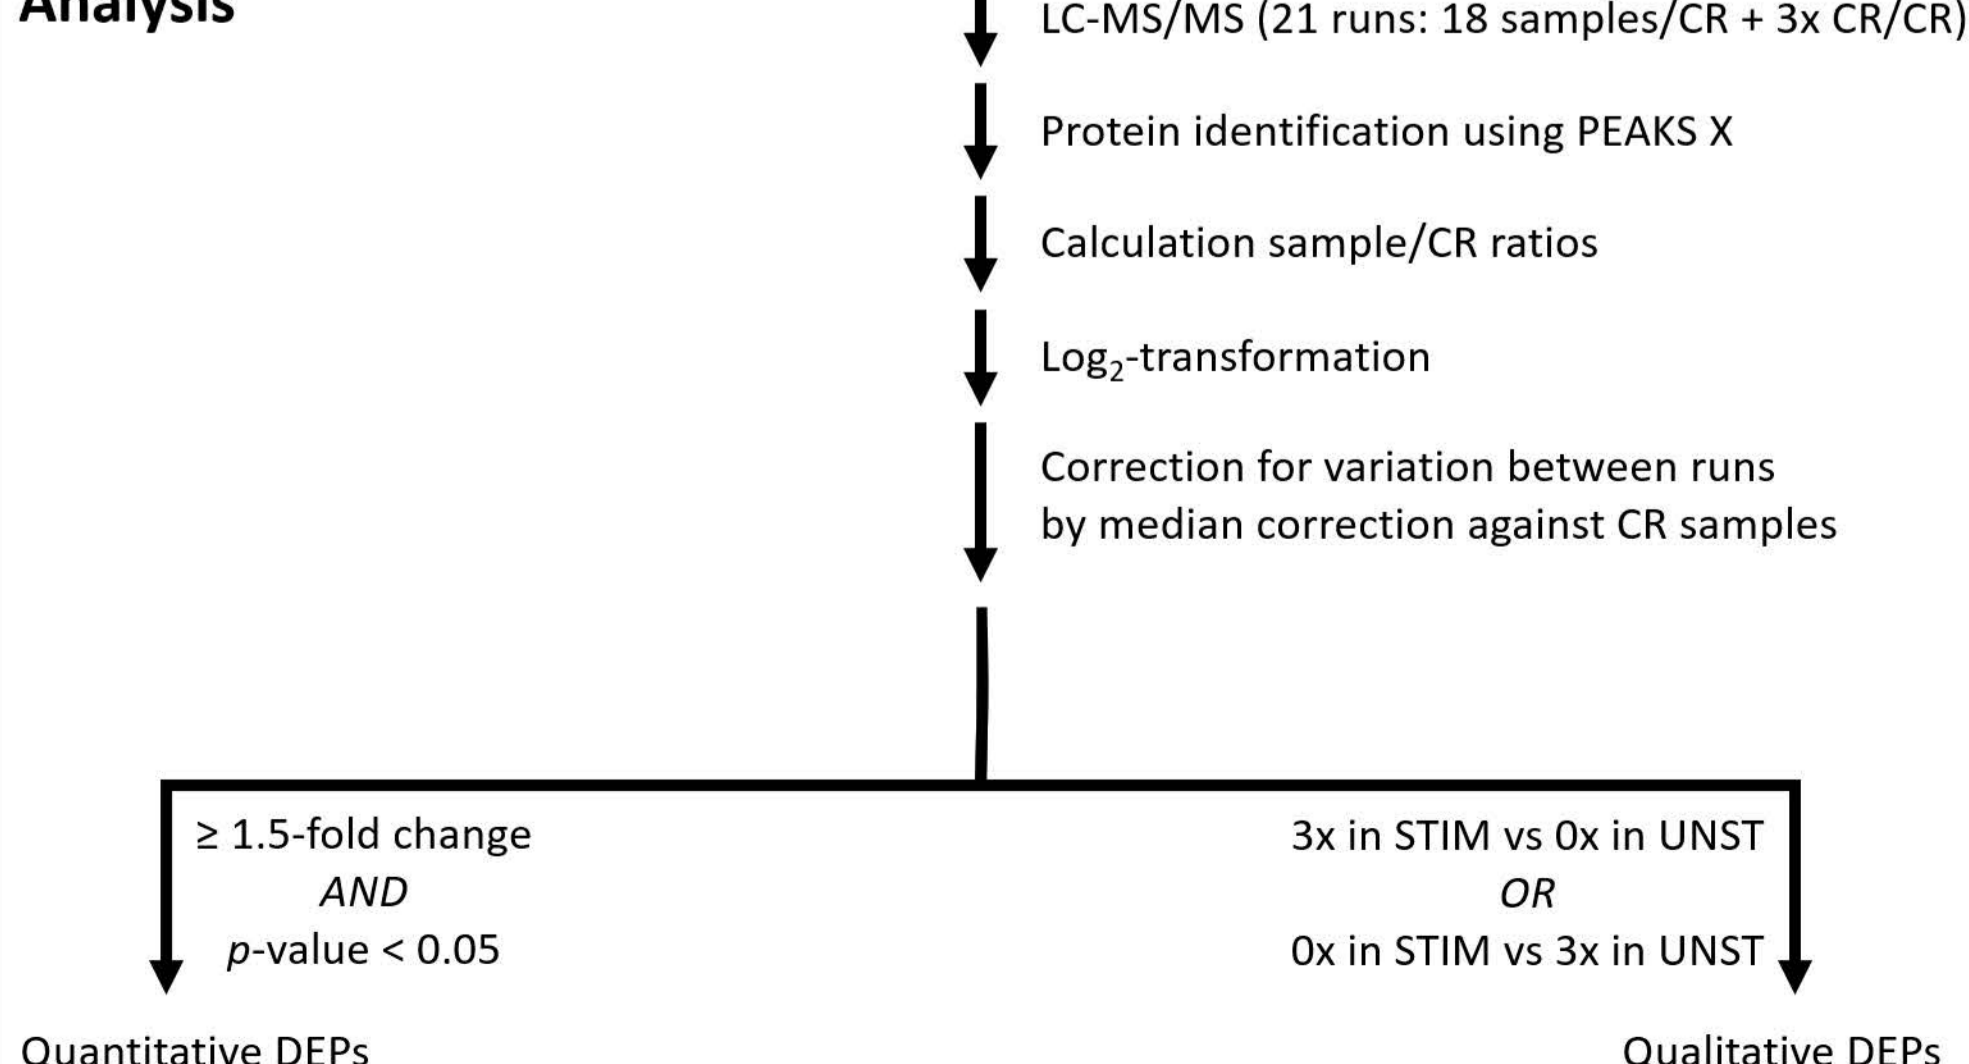 Analysis
LC-MS/MS (21 runs: 18 samples/CR + 3x CR/CR)
Protein identification using PEAKS X
Calculation sample/CR ratios
Log₂-transformation
Correction for variation between runs
by median correction against CR samples
≥ 1.5-fold change
AND
p-value < 0.05
3x in STIM vs 0x in UNST
OR
0x in STIM vs 3x in UNST
Quantitative DEPs
Qualitative DEPs